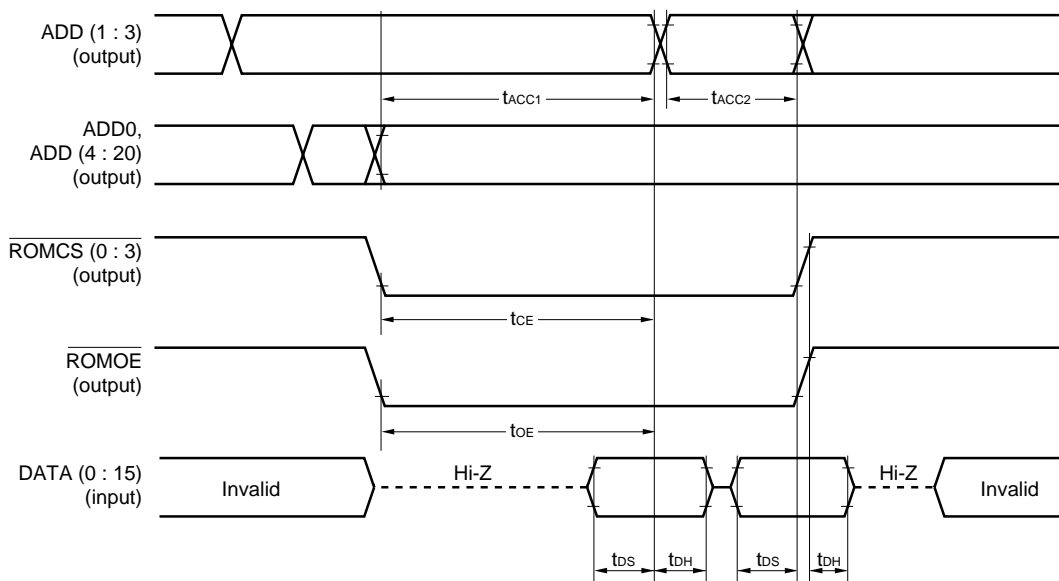 ADD (1 : 3)
(output)
tACC1
tACC2
ADD0,
ADD (4 : 20)
(output)
ROMCS (0 : 3)
(output)
tCE
ROMOE
(output)
tOE
DATA (0 : 15)
(input)
Invalid
Hi-Z
Hi-Z
Invalid
tDS
tDH
tDS
tDH